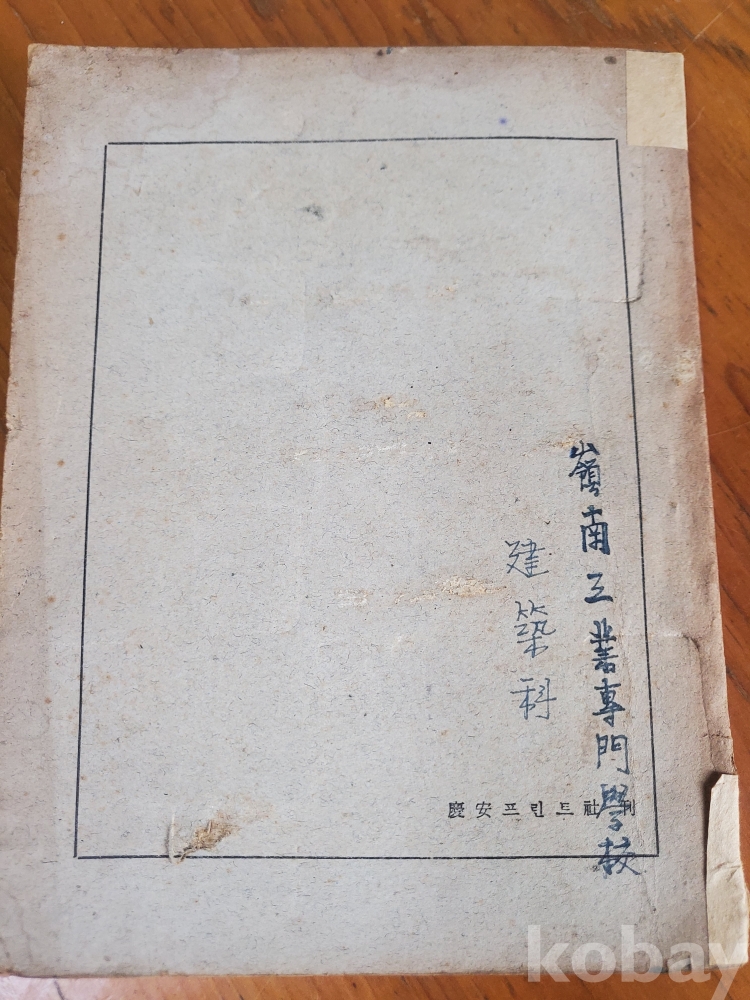 嶺南工業專門學校
建築科
慶安프린트社 刊
kobay